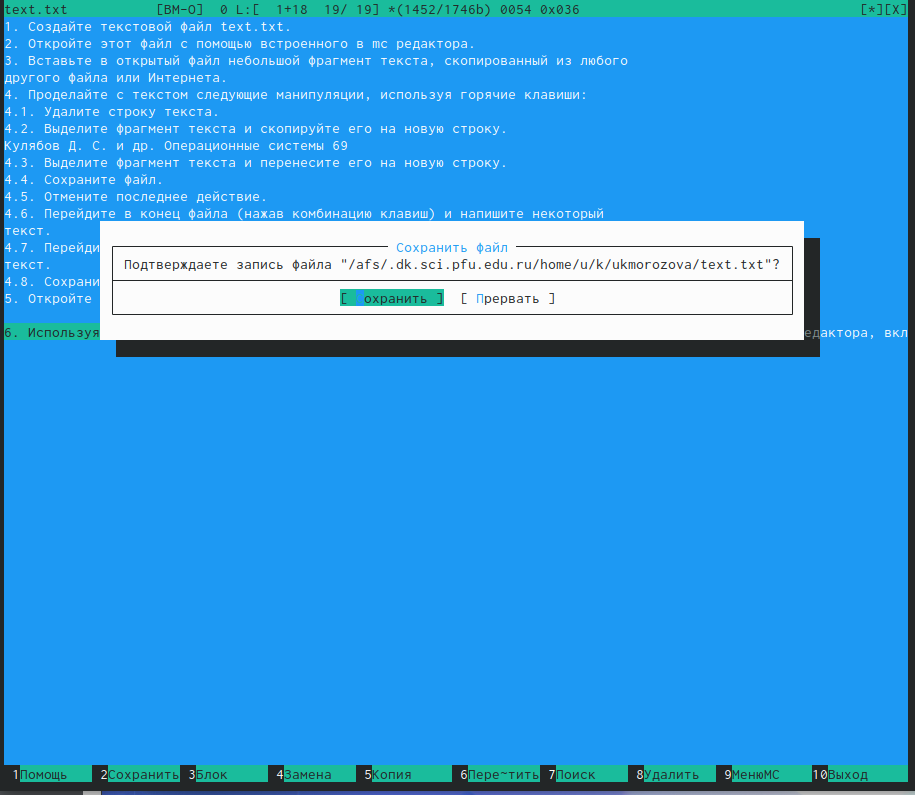 text.txt [BM-O] 0 L:[ 1+18 19/ 19] *(1452/1746b) 0054 0x036 [*][X]
1. Создайте текстовой файл text.txt.
2. Откройте этот файл с помощью встроенного в mc редактора.
3. Вставьте в открытый файл небольшой фрагмент текста, скопированный из любого
другого файла или Интернета.
4. Проделайте с текстом следующие манипуляции, используя горячие клавиши:
4.1. Удалите строку текста.
4.2. Выделите фрагмент текста и скопируйте его на новую строку.
Кулябов Д. С. и др. Операционные системы 69
4.3. Выделите фрагмент текста и перенесите его на новую строку.
4.4. Сохраните файл.
4.5. Отмените последнее действие.
4.6. Перейдите в конец файла (нажав комбинацию клавиш) и напишите некоторый
текст.
4.7. Перейди
Сохранить файл
текст.
Подтверждаете запись файла "/afs/.dk.sci.pfu.edu.ru/home/u/k/ukmorozova/text.txt"?
4.8. Сохрани
5. Откройте
[ Сохранить ] [ Прервать ]
6. Используя
едактора, вкл
1Помощь 2Сохранить 3Блок 4Замена 5Копия 6Пере~тить 7Поиск 8Удалить 9МенюMC 10Выход